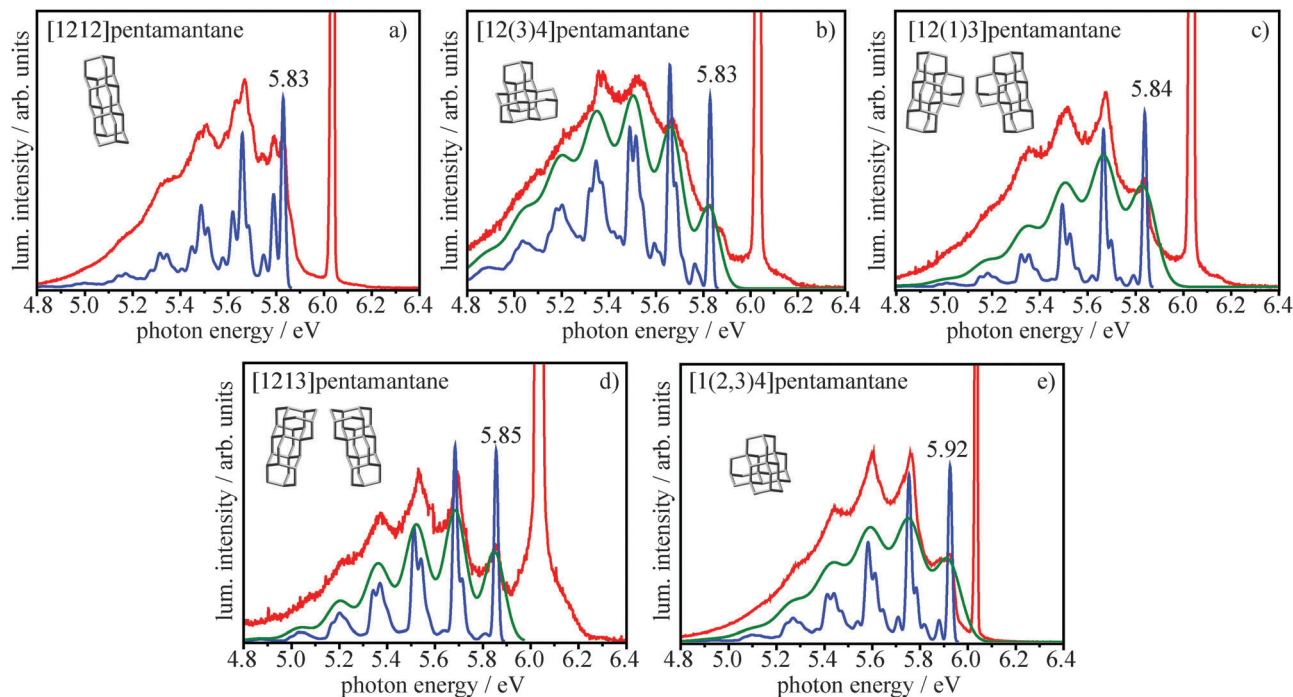 [1212]pentamantane
a)
5.83
lum. intensity / arb. units
4.8 5.0 5.2 5.4 5.6 5.8 6.0 6.2 6.4
photon energy / eV
[12(3)4]pentamantane
b)
5.83
lum. intensity / arb. units
4.8 5.0 5.2 5.4 5.6 5.8 6.0 6.2 6.4
photon energy / eV
[12(1)3]pentamantane
c)
5.84
lum. intensity / arb. units
4.8 5.0 5.2 5.4 5.6 5.8 6.0 6.2 6.4
photon energy / eV
[1213]pentamantane
d)
5.85
lum. intensity / arb. units
4.8 5.0 5.2 5.4 5.6 5.8 6.0 6.2 6.4
photon energy / eV
[1(2,3)4]pentamantane
e)
5.92
lum. intensity / arb. units
4.8 5.0 5.2 5.4 5.6 5.8 6.0 6.2 6.4
photon energy / eV